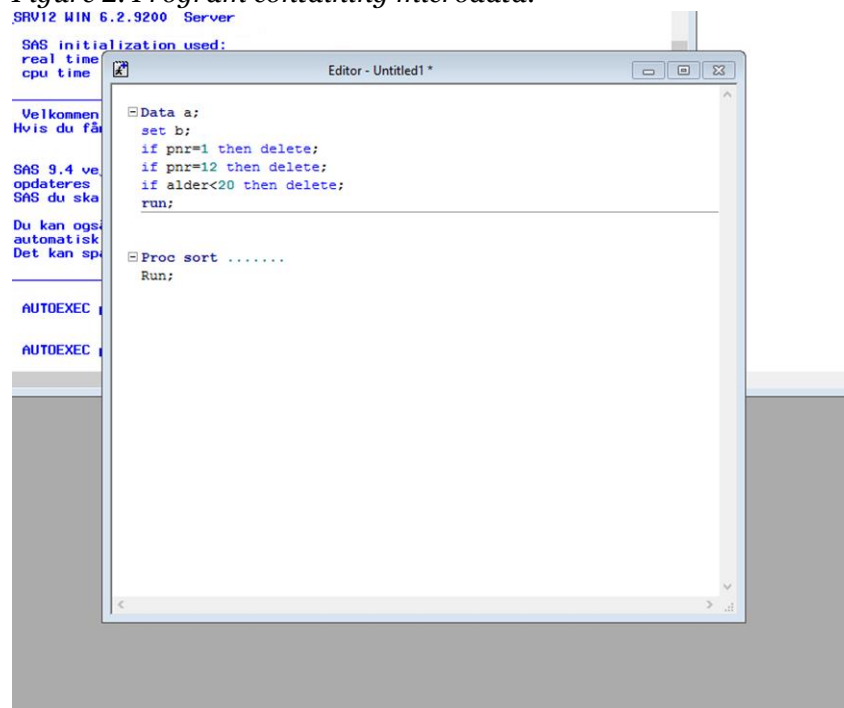 Figure 2: Program containing microdata.
SRV12 WIN 6.2.9200 Server
SAS initialization used:
real time
cpu time
Editor - Untitled1 *
Velkommen
Hvis du får
SAS 9.4 ve
opdateres
SAS du ska
Du kan ogs
automatisk
Det kan sp
AUTOEXEC
AUTOEXEC
Data a;
set b;
if pnr=1 then delete;
if pnr=12 then delete;
if alder<20 then delete;
run;
Proc sort .......
Run;